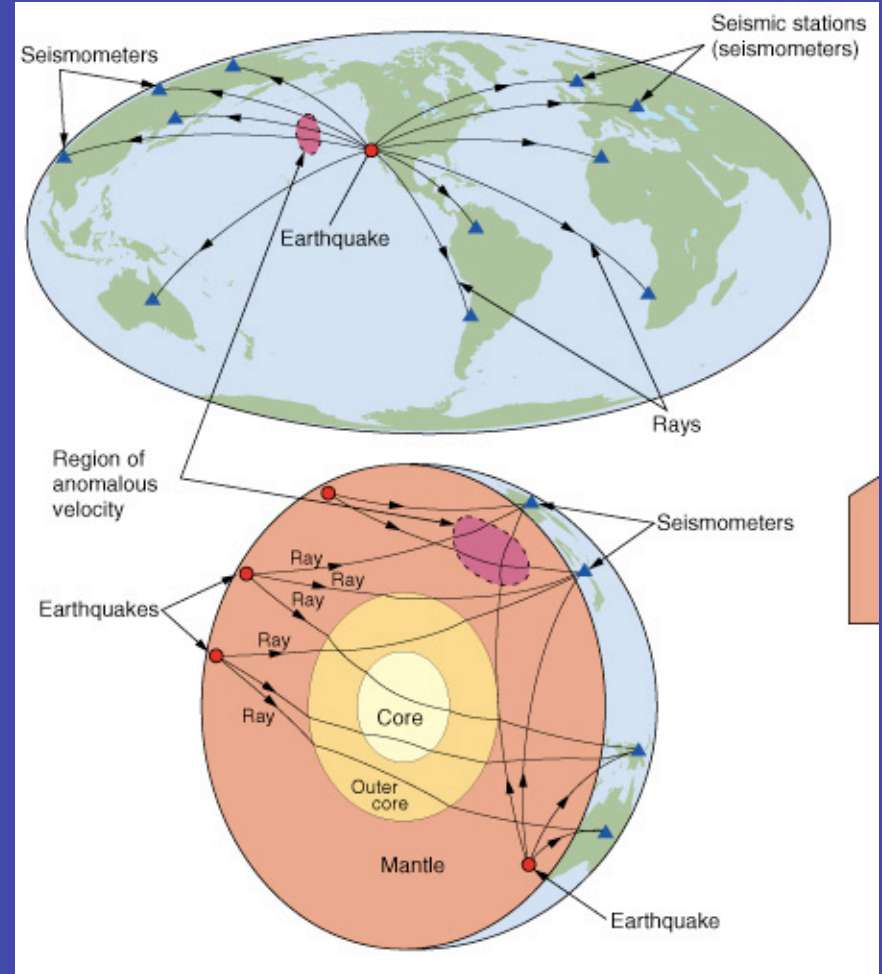 Seismometers
Seismic stations
(seismometers)
Earthquake
Rays
Region of
anomalous
velocity
Seismometers
Ray
Ray
Ray
Earthquakes
Ray
Ray
Core
Outer
core
Mantle
Earthquake